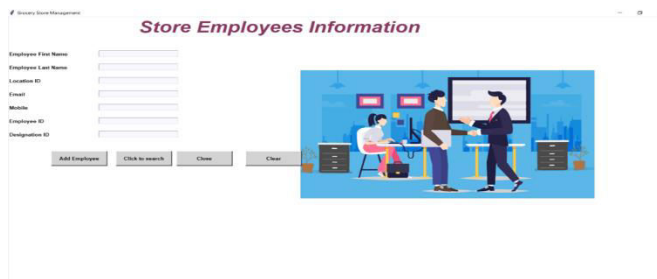 Grocery Store Management
Store Employees Information
Employee First Name
Employee Last Name
Location ID
Email
Mobile
Employee ID
Designation ID
Add Employee Click to search Close Clear